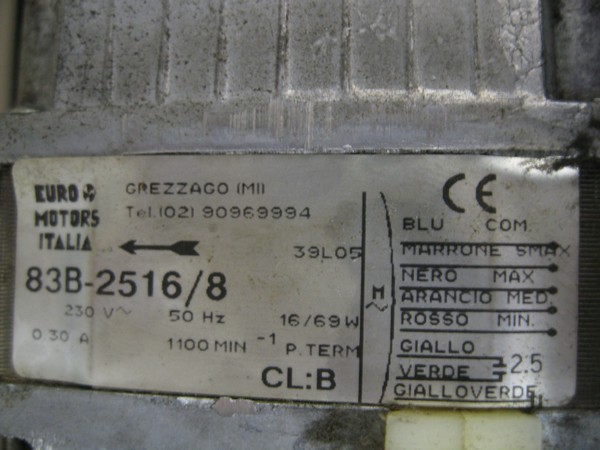 EURO
MOTORS
ITALIA
GREZZAGO (MI)
Tel.(02) 90969994
39L05
83B-2516/8
230 V~ 50 Hz 16/69W
0.30 A 1100 MIN -1 P.TERM
CL:B
M
~
CE
BLU COM.
MARRONE SMAX
NERO MAX
ARANCIO MED.
ROSSO MIN.
GIALLO
VERDE 2.5
GIALLOVERDE